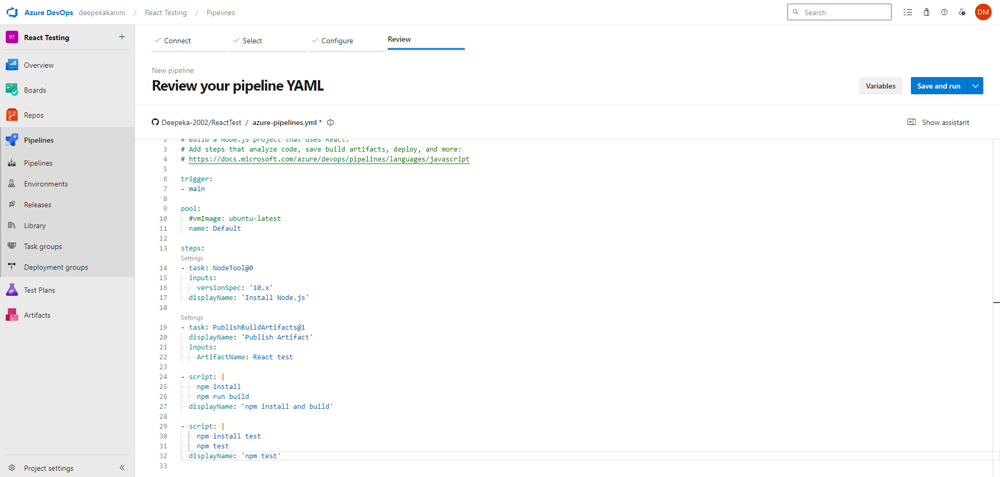 Azure DevOps deepekakanini / React Testing / Pipelines
Search
DM
RT React Testing
Overview
Boards
Repos
Pipelines
Pipelines
Environments
Releases
Library
Task groups
Deployment groups
Test Plans
Artifacts
Project settings
Connect Select Configure Review
New pipeline
Review your pipeline YAML
Variables Save and run
Deepeka-2002/ReactTest / azure-pipelines.yml *
Show assistant
2 # Build a Node.js project that uses React.
3 # Add steps that analyze code, save build artifacts, deploy, and more:
4 # https://docs.microsoft.com/azure/devops/pipelines/languages/javascript
5
6 trigger:
7 - main
8
9 pool:
10 #vmImage: ubuntu-latest
11 name: Default
12
13 steps:
Settings
14 - task: NodeTool@0
15 inputs:
16 versionSpec: '10.x'
17 displayName: 'Install Node.js'
18
Settings
19 - task: PublishBuildArtifacts@1
20 displayName: 'Publish Artifact'
21 inputs:
22 ArtifactName: React test
23
24 - script: |
25 npm install
26 npm run build
27 displayName: 'npm install and build'
28
29 - script: |
30 npm install test
31 npm test
32 displayName: 'npm test'
33